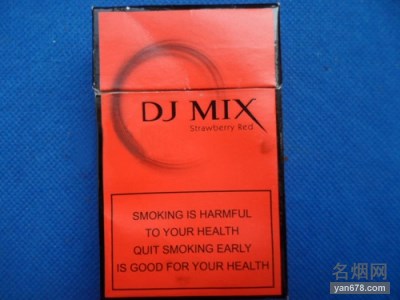 DJ MIX
Strawberry Red
SMOKING IS HARMFUL
TO YOUR HEALTH
QUIT SMOKING EARLY
IS GOOD FOR YOUR HEALTH
名烟网
yan678.com